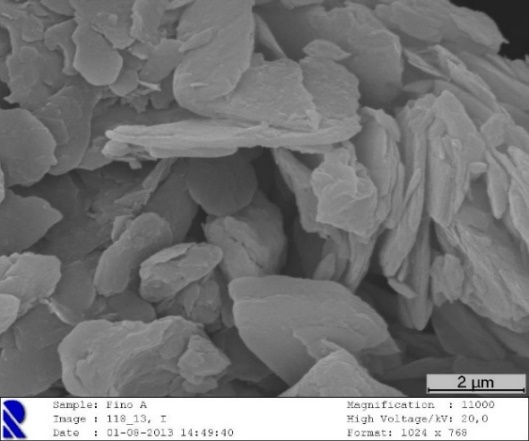 2 µm
Sample: Fino A
Image : 118_13, I
Date : 01-08-2013 14:49:40
Magnification : 11000
High Voltage/kV: 20,0
Format: 1024 x 768